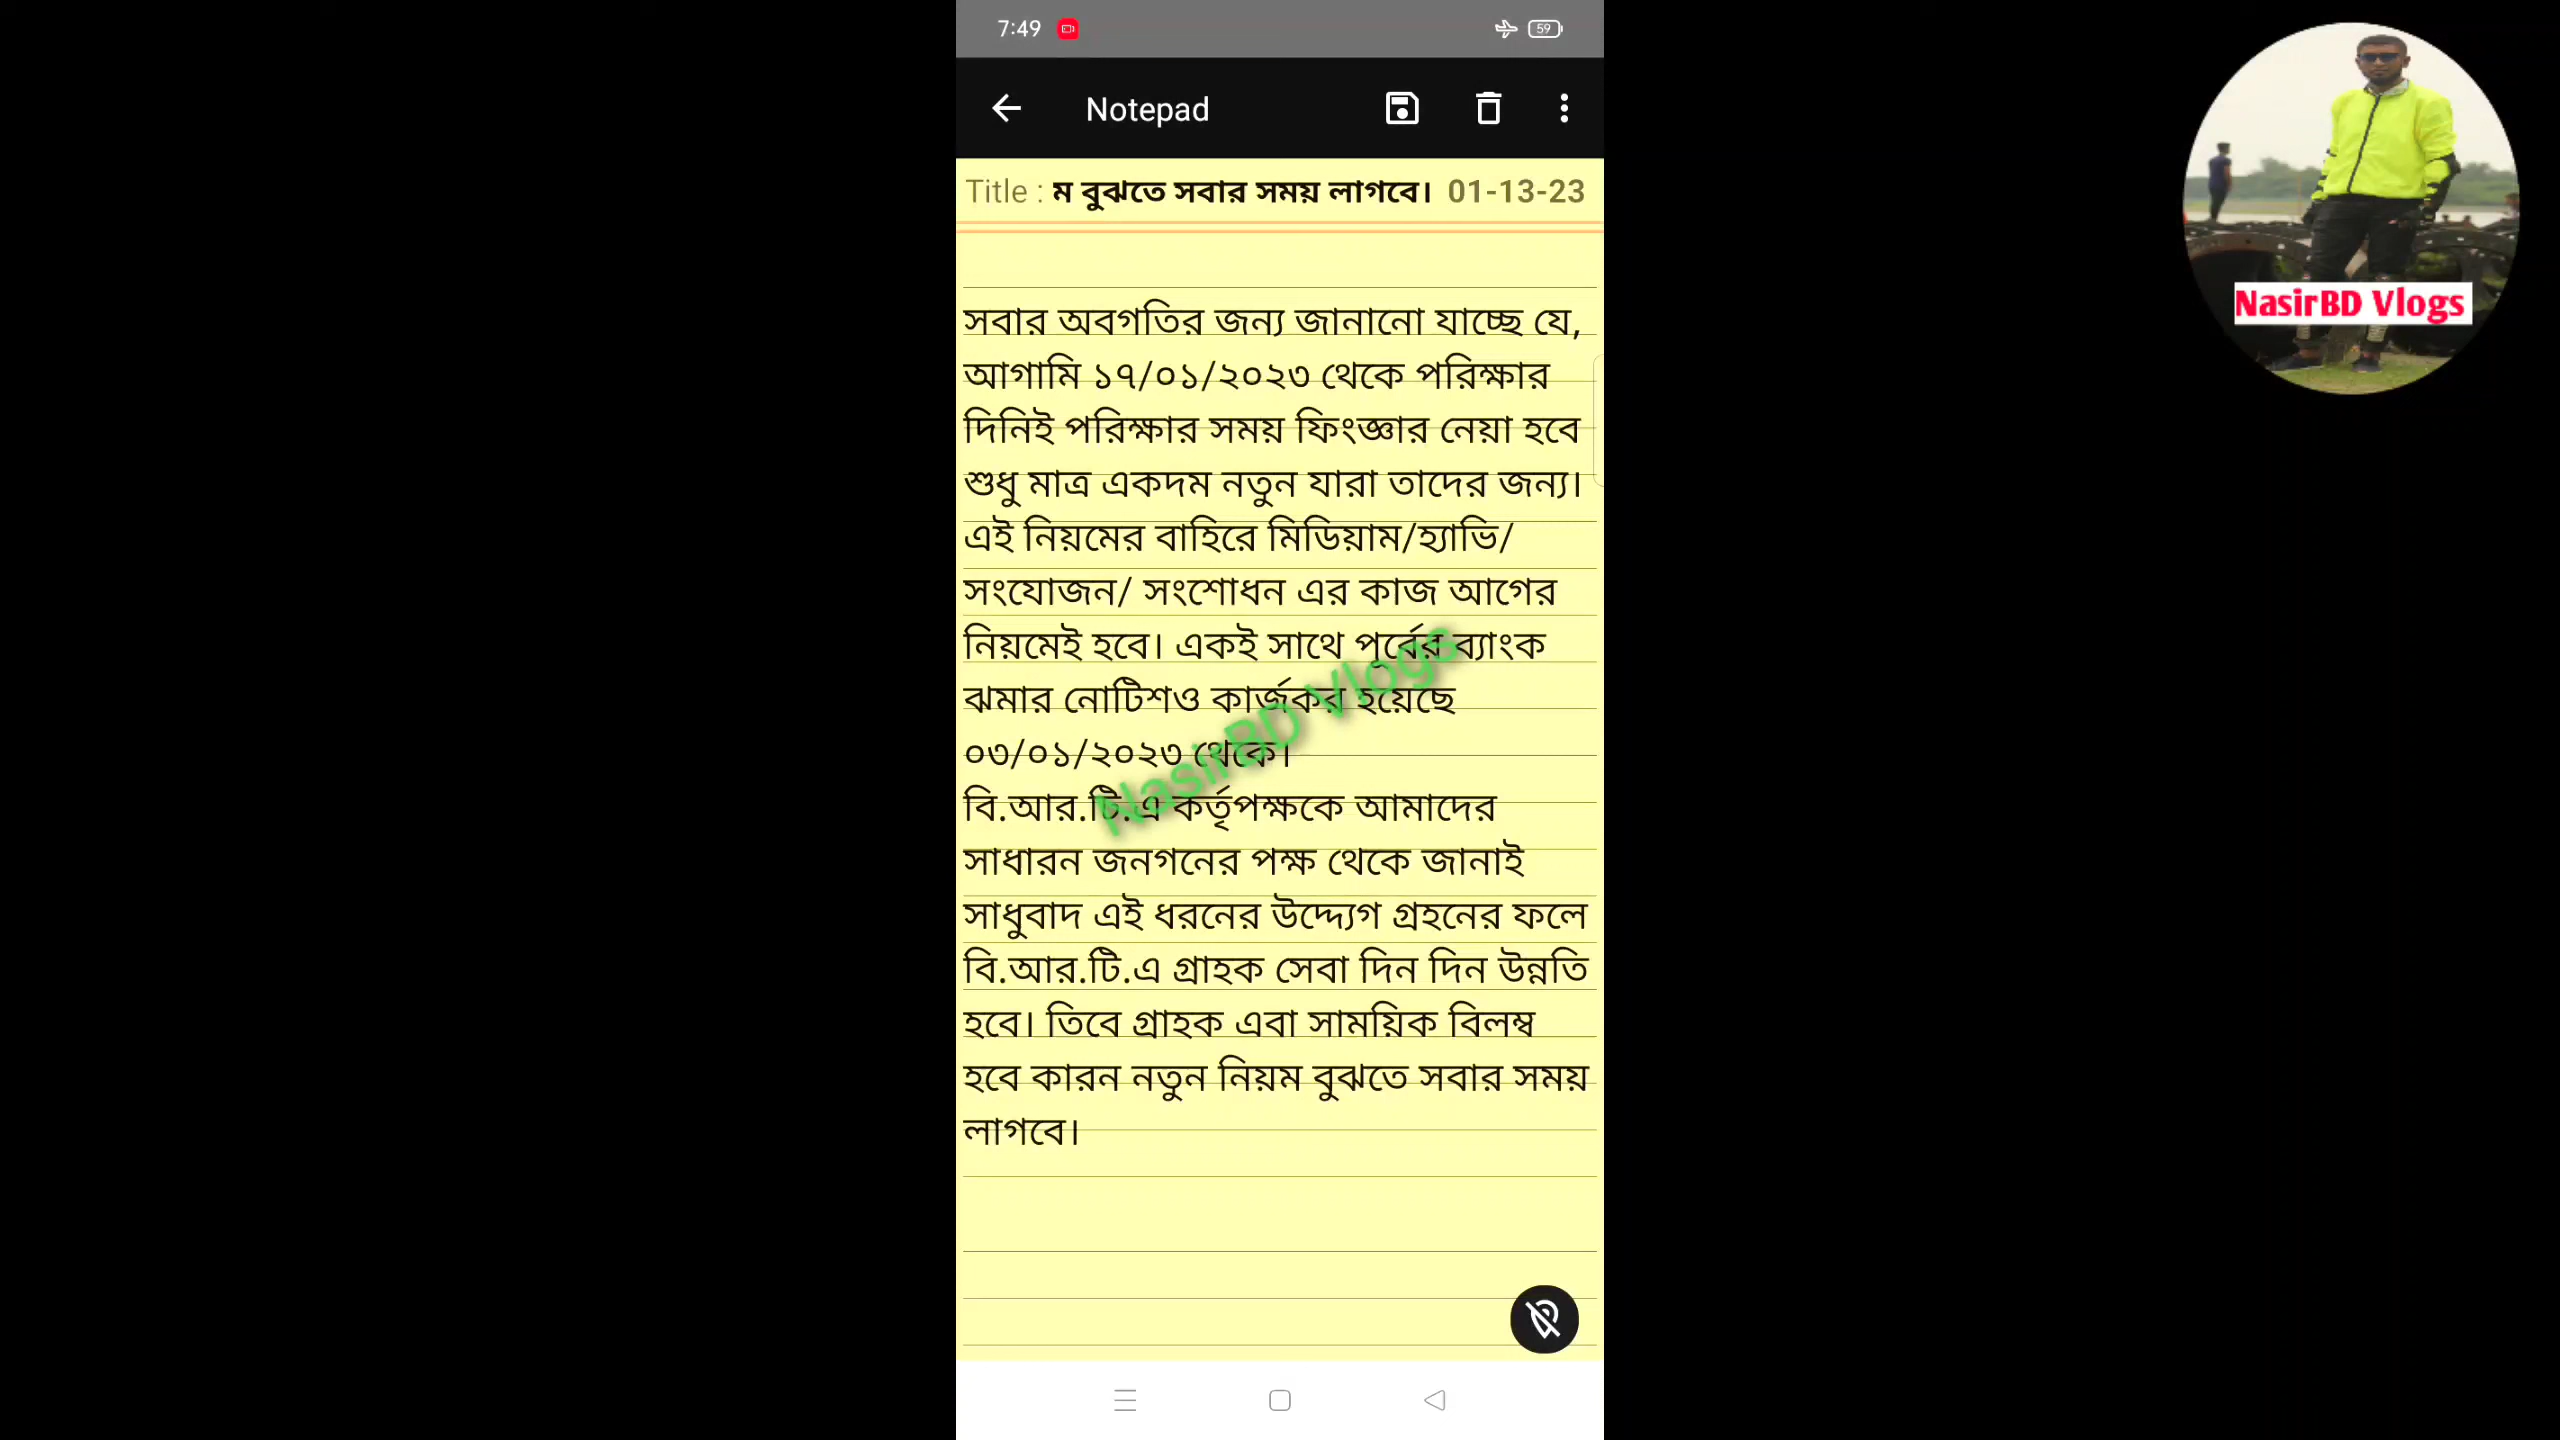 7:49
59
Notepad
Title : ম বুঝতে সবার সময় লাগবে। 01-13-23
সবার অবগতির জন্য জানানো যাচ্ছে যে,
আগামি ১৭/০১/২০২৩ থেকে পরিক্ষার
দিনিই পরিক্ষার সময় ফিংজ্ঞার নেয়া হবে
শুধু মাত্র একদম নতুন যারা তাদের জন্য।
এই নিয়মের বাহিরে মিডিয়াম/হ্যাভি/
সংযোজন/ সংশোধন এর কাজ আগের
নিয়মেই হবে। একই সাথে পূর্বের ব্যাংক
ঝমার নোটিশও কার্জকর হয়েছে
০৩/০১/২০২৩ থেকে।
বি.আর.টি.এ কর্তৃপক্ষকে আমাদের
সাধারন জনগনের পক্ষ থেকে জানাই
সাধুবাদ এই ধরনের উদ্দ্যেগ গ্রহনের ফলে
বি.আর.টি.এ গ্রাহক সেবা দিন দিন উন্নতি
হবে। তিবে গ্রাহক এবা সাময়িক বিলম্ব
হবে কারন নতুন নিয়ম বুঝতে সবার সময়
লাগবে।
NasirBD Vlogs
NasirBD Vlogs